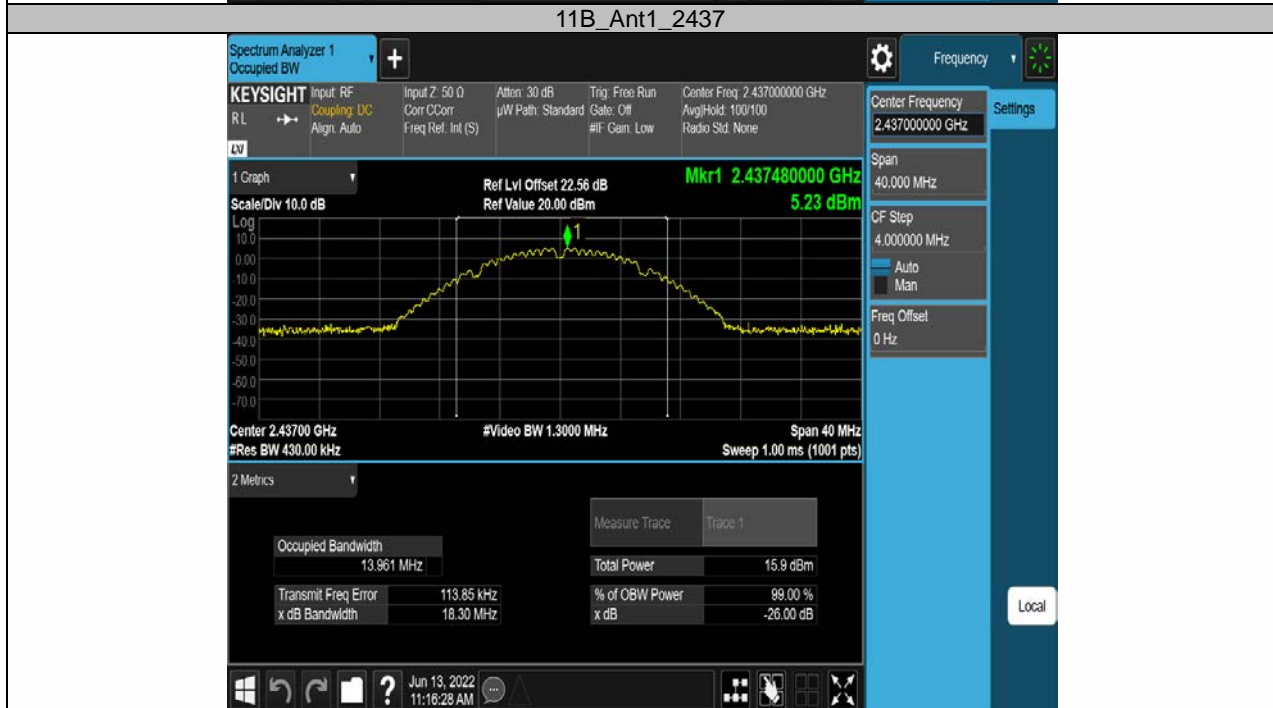 11B_Ant1_2437
Spectrum Analyzer 1
Occupied BW
+
Frequency
KEYSIGHT Input: RF Input Z: 50 Ω Atten: 30 dB Trig: Free Run Center Freq: 2.437000000 GHz
RL Coupling: DC Corr CCorr µW Path: Standard Gate: Off Avg|Hold: 100/100
Align: Auto Freq Ref: Int (S) #IF Gain: Low Radio Std: None
LXI
Center Frequency
2.437000000 GHz
Settings
Span
40.000 MHz
CF Step
4.000000 MHz
Auto
Man
Freq Offset
0 Hz
1 Graph
Ref Lvl Offset 22.56 dB
Mkr1 2.437480000 GHz
Scale/Div 10.0 dB
Ref Value 20.00 dBm
5.23 dBm
Log
1
10.0
0.00
-10.0
-20.0
-30.0
-40.0
-50.0
-60.0
-70.0
Center 2.43700 GHz #Video BW 1.3000 MHz Span 40 MHz
#Res BW 430.00 kHz Sweep 1.00 ms (1001 pts)
2 Metrics
Measure Trace Trace 1
Occupied Bandwidth
13.961 MHz
Total Power 15.9 dBm
Transmit Freq Error 113.85 kHz % of OBW Power 99.00 %
x dB Bandwidth 18.30 MHz x dB -26.00 dB
Local
? Jun 13, 2022
11:16:28 AM